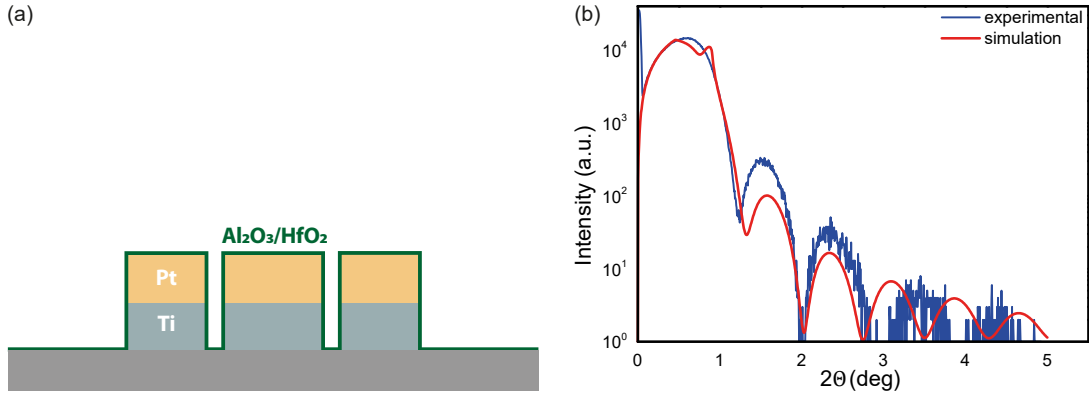 (a)
Al₂O₃/HfO₂
Pt
Ti
(b)
experimental
simulation
Intensity (a.u.)
10⁴
10³
10²
10¹
10⁰
0 1 2 3 4 5
2Θ (deg)